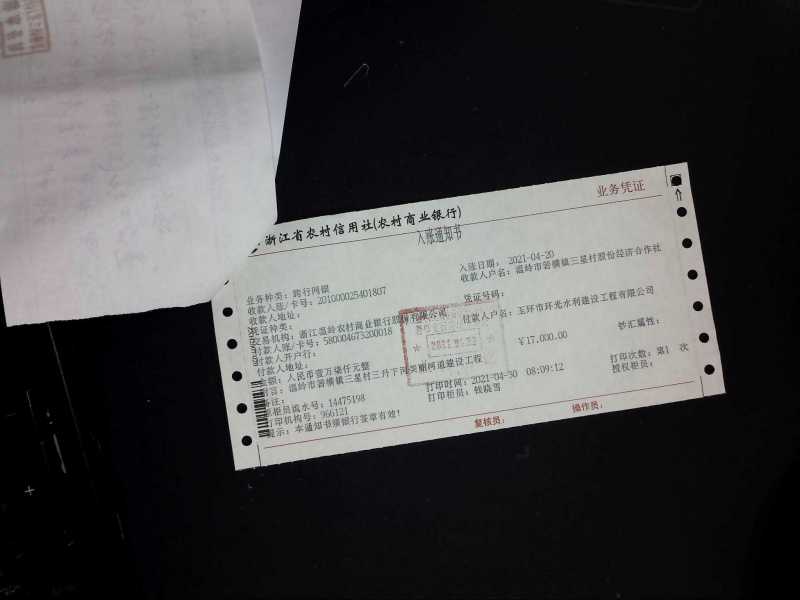 业务凭证
浙江省农村信用社(农村商业银行)
入账通知书
业务种类: 跨行网银 入账日期: 2021-04-20
收款人账/卡号: 201000025401807 收款人户名: 温岭市箬横镇三星村股份经济合作社
收款人地址:
凭证种类: 凭证号码:
交易机构: 浙江温岭农村商业银行股份有限公司
付款人账/卡号: 580004673200018 付款人户名: 玉环市环光水利建设工程有限公司
付款人开户行:
付款人地址:
金额: 人民币壹万柒仟元整 ¥17,000.00 钞汇属性:
附言: 温岭市箬横镇三星村三丹下河类丽河道建设工程
备注:
柜员流水号: 14475198 打印时间: 2021-04-30 08:09:12 打印次数: 第1 次
打印机构号: 966121 打印柜员: 钱晓雪 授权柜员:
提示: 本通知书须银行签章有效!
复核员: 操作员: